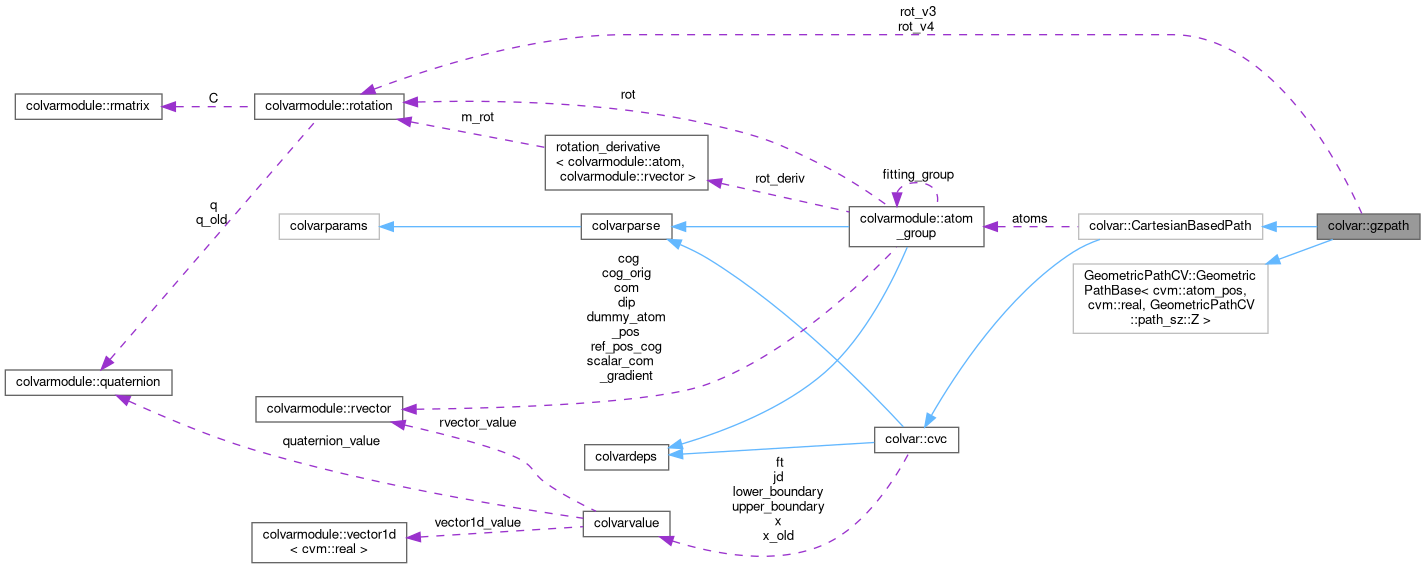 rot_v3
rot_v4
colvarmodule::rmatrix
C
colvarmodule::rotation
rot
m_rot
rotation_derivative
< colvarmodule::atom,
colvarmodule::rvector >
rot_deriv
fitting_group
q
q_old
colvarparams
colvarparse
colvarmodule::atom
_group
atoms
colvar::CartesianBasedPath
colvar::gzpath
cog
cog_orig
com
dip
dummy_atom
_pos
ref_pos_cog
scalar_com
_gradient
GeometricPathCV::Geometric
PathBase< cvm::atom_pos,
cvm::real, GeometricPathCV
::path_sz::Z >
colvarmodule::quaternion
colvarmodule::rvector
rvector_value
quaternion_value
colvardeps
colvar::cvc
ft
jd
lower_boundary
upper_boundary
x
x_old
colvarmodule::vector1d
< cvm::real >
vector1d_value
colvarvalue